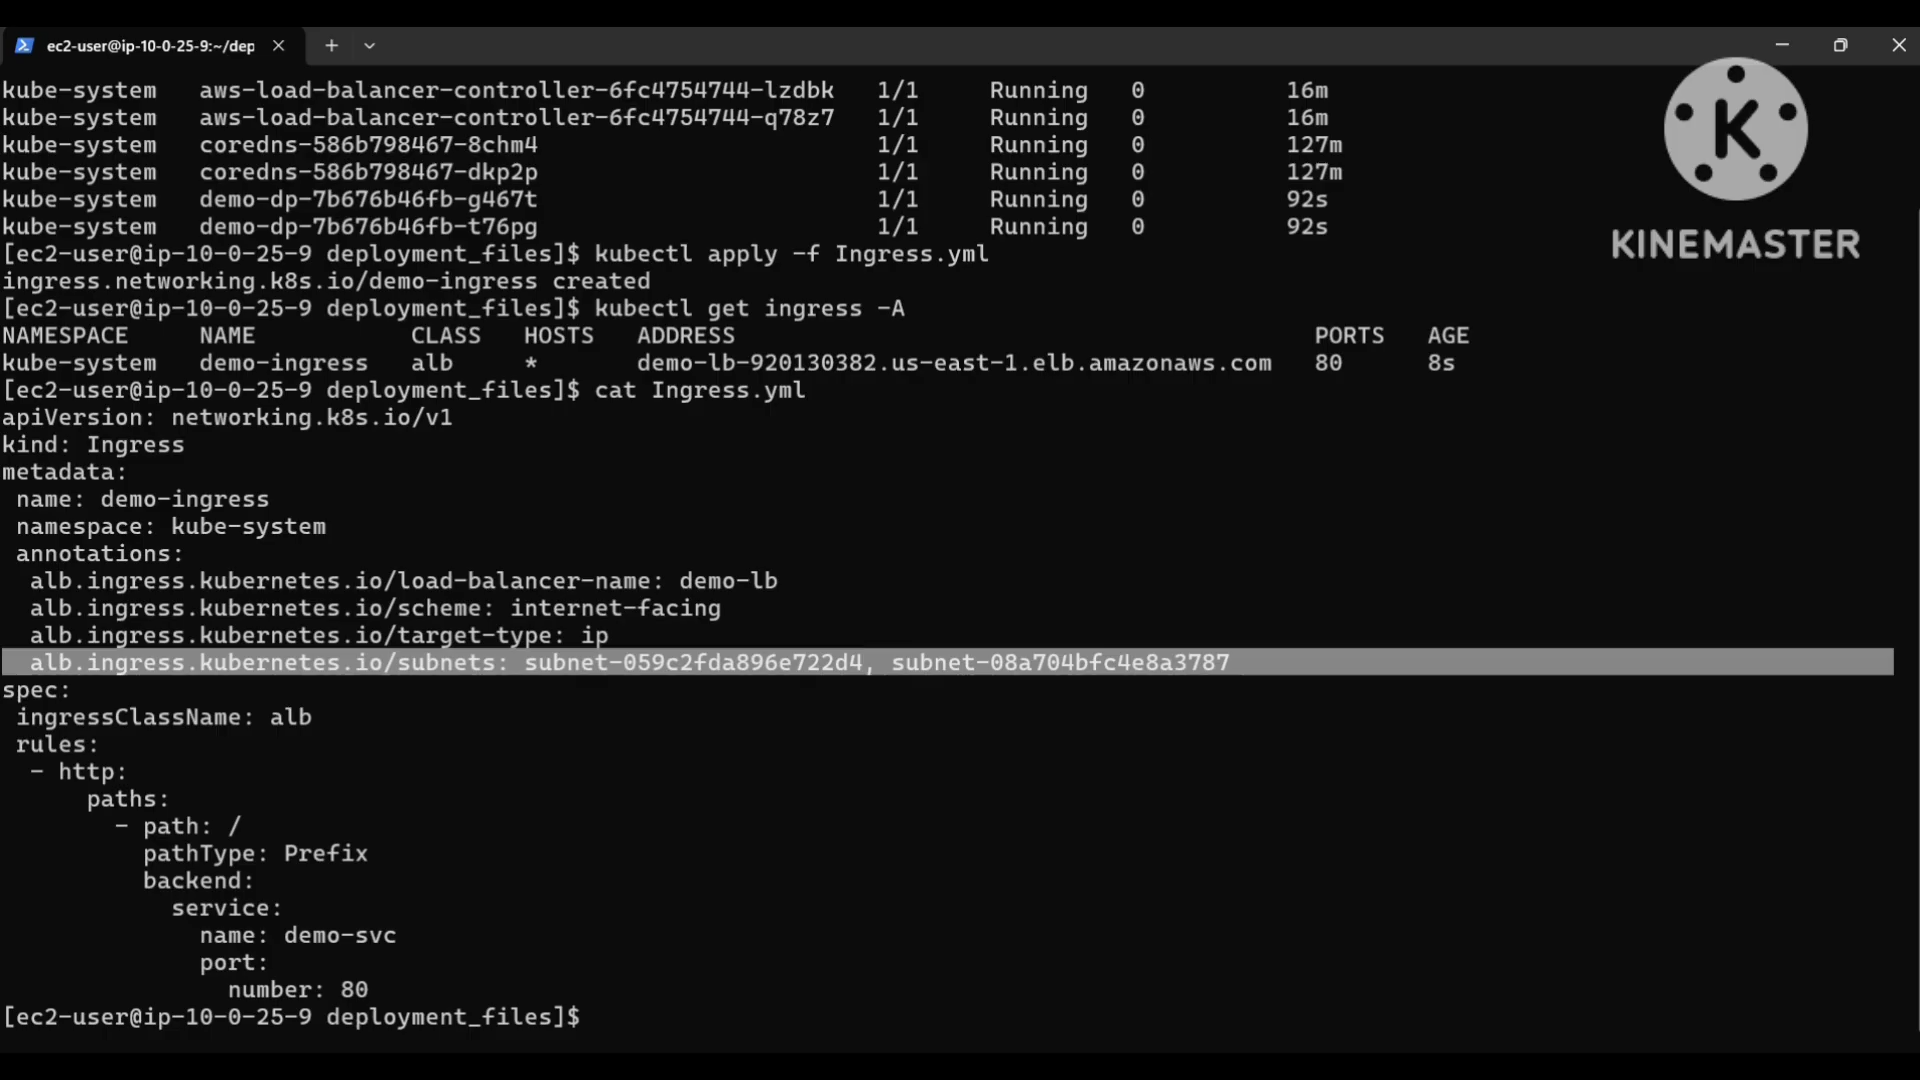 ec2-user@ip-10-0-25-9:~/dep
kube-system aws-load-balancer-controller-6fc4754744-lzdbk 1/1 Running 0 16m
kube-system aws-load-balancer-controller-6fc4754744-q78z7 1/1 Running 0 16m
kube-system coredns-586b798467-8chm4 1/1 Running 0 127m
kube-system coredns-586b798467-dkp2p 1/1 Running 0 127m
kube-system demo-dp-7b676b46fb-g467t 1/1 Running 0 92s
kube-system demo-dp-7b676b46fb-t76pg 1/1 Running 0 92s
K
KINEMASTER
[ec2-user@ip-10-0-25-9 deployment_files]$ kubectl apply -f Ingress.yml
ingress.networking.k8s.io/demo-ingress created
[ec2-user@ip-10-0-25-9 deployment_files]$ kubectl get ingress -A
NAMESPACE NAME CLASS HOSTS ADDRESS PORTS AGE
kube-system demo-ingress alb * demo-lb-920130382.us-east-1.elb.amazonaws.com 80 8s
[ec2-user@ip-10-0-25-9 deployment_files]$ cat Ingress.yml
apiVersion: networking.k8s.io/v1
kind: Ingress
metadata:
 name: demo-ingress
 namespace: kube-system
 annotations:
  alb.ingress.kubernetes.io/load-balancer-name: demo-lb
  alb.ingress.kubernetes.io/scheme: internet-facing
  alb.ingress.kubernetes.io/target-type: ip
  alb.ingress.kubernetes.io/subnets: subnet-059c2fda896e722d4, subnet-08a704bfc4e8a3787
spec:
 ingressClassName: alb
 rules:
  - http:
      paths:
        - path: /
          pathType: Prefix
          backend:
            service:
              name: demo-svc
              port:
                number: 80
[ec2-user@ip-10-0-25-9 deployment_files]$